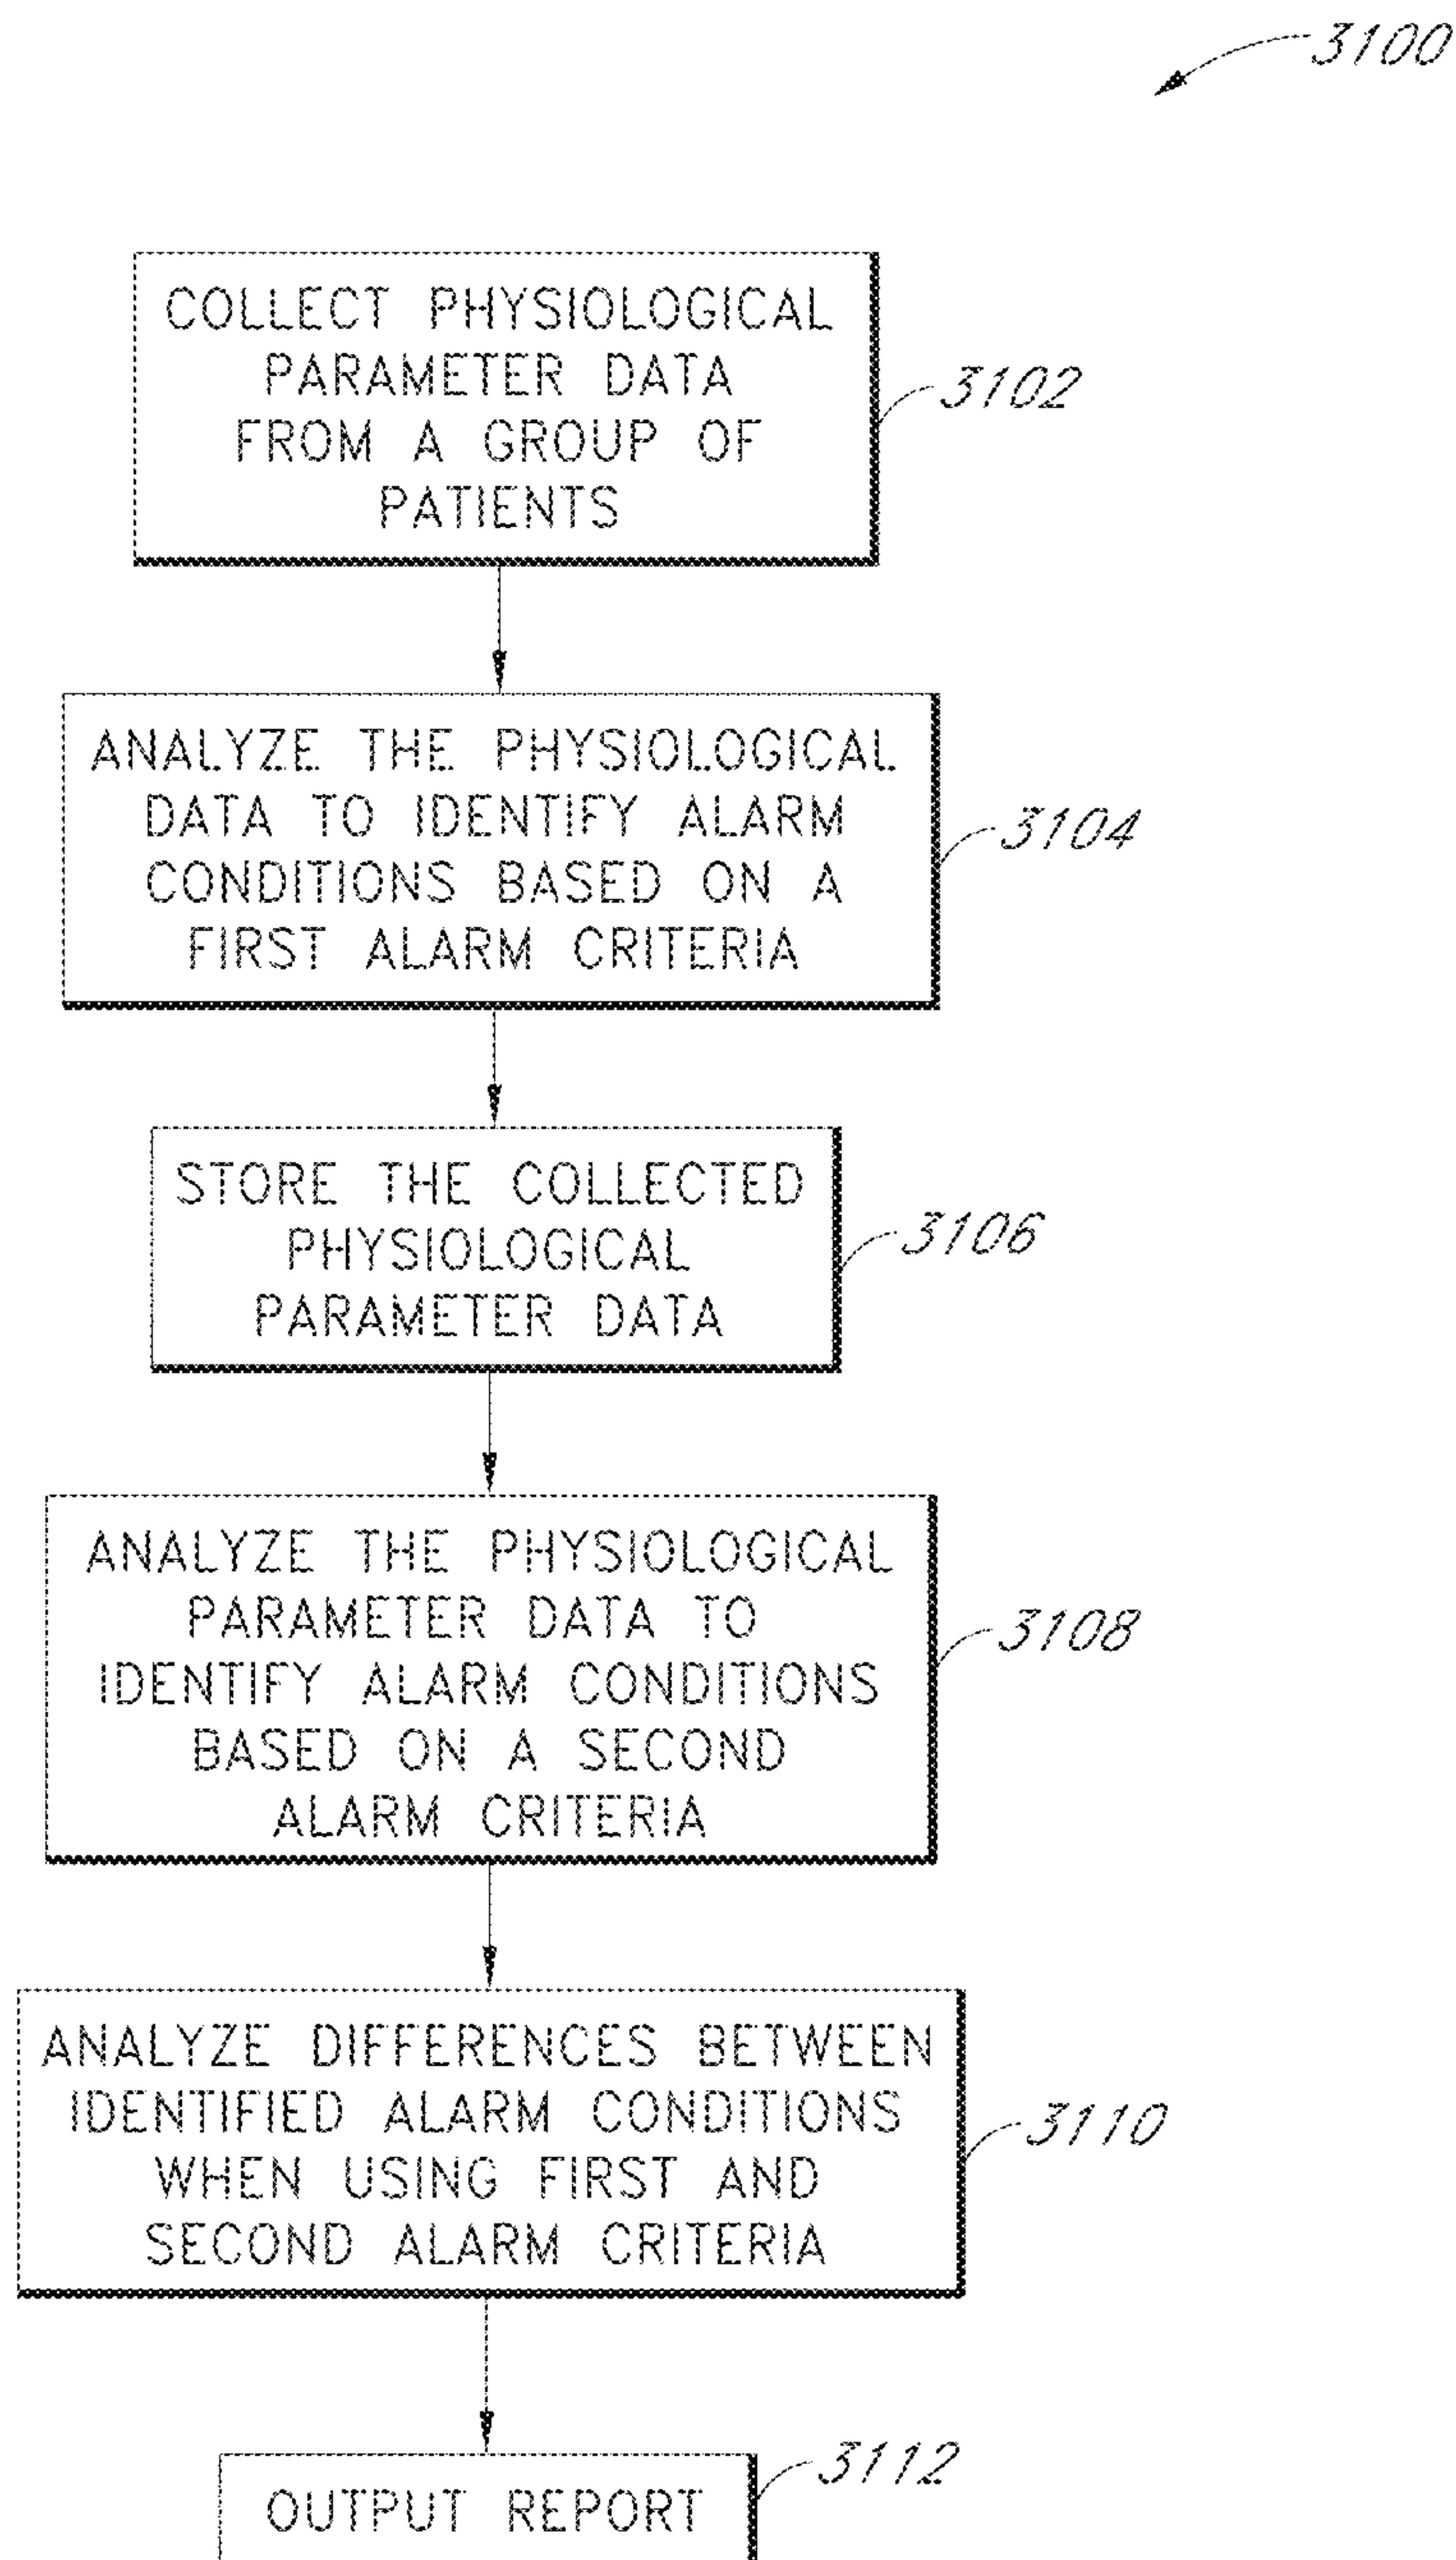 3100
COLLECT PHYSIOLOGICAL
PARAMETER DATA
FROM A GROUP OF
PATIENTS
3102
ANALYZE THE PHYSIOLOGICAL
DATA TO IDENTIFY ALARM
CONDITIONS BASED ON A
FIRST ALARM CRITERIA
3104
STORE THE COLLECTED
PHYSIOLOGICAL
PARAMETER DATA
3106
ANALYZE THE PHYSIOLOGICAL
PARAMETER DATA TO
IDENTIFY ALARM CONDITIONS
BASED ON A SECOND
ALARM CRITERIA
3108
ANALYZE DIFFERENCES BETWEEN
IDENTIFIED ALARM CONDITIONS
WHEN USING FIRST AND
SECOND ALARM CRITERIA
3110
OUTPUT REPORT
3112